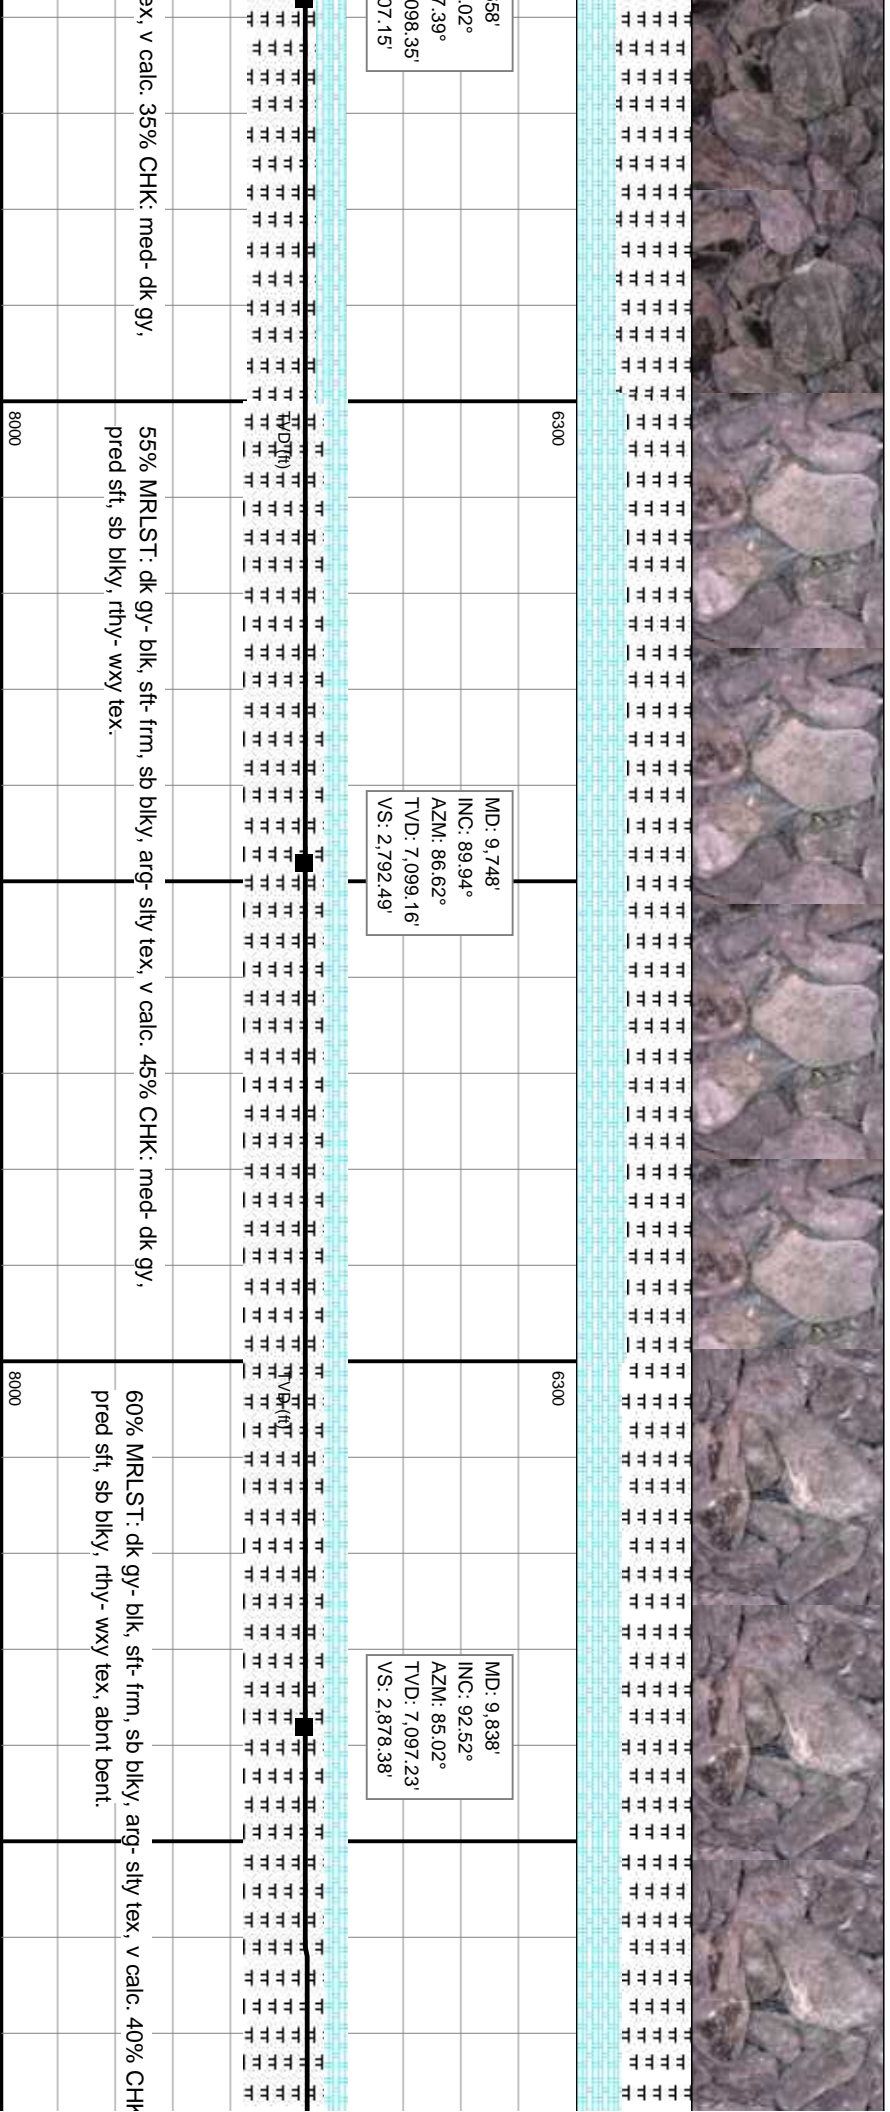 58'
.02°
7.39°
098.35'
07.15'
ex, v calc. 35% CHK: med- dk gy,
6300
TVD (ft)
8000
55% MRLST: dk gy- blk, sft- frm, sb blky, arg- slty tex, v calc. 45% CHK: med- dk gy,
pred sft, sb blky, rthy- wxy tex.
MD: 9,748'
INC: 89.94°
AZM: 86.62°
TVD: 7,099.16'
VS: 2,792.49'
6300
TVD (ft)
8000
60% MRLST: dk gy- blk, sft- frm, sb blky, arg- slty tex, v calc. 40% CHK
pred sft, sb blky, rthy- wxy tex, abnt bent.
MD: 9,838'
INC: 92.52°
AZM: 85.02°
TVD: 7,097.23'
VS: 2,878.38'